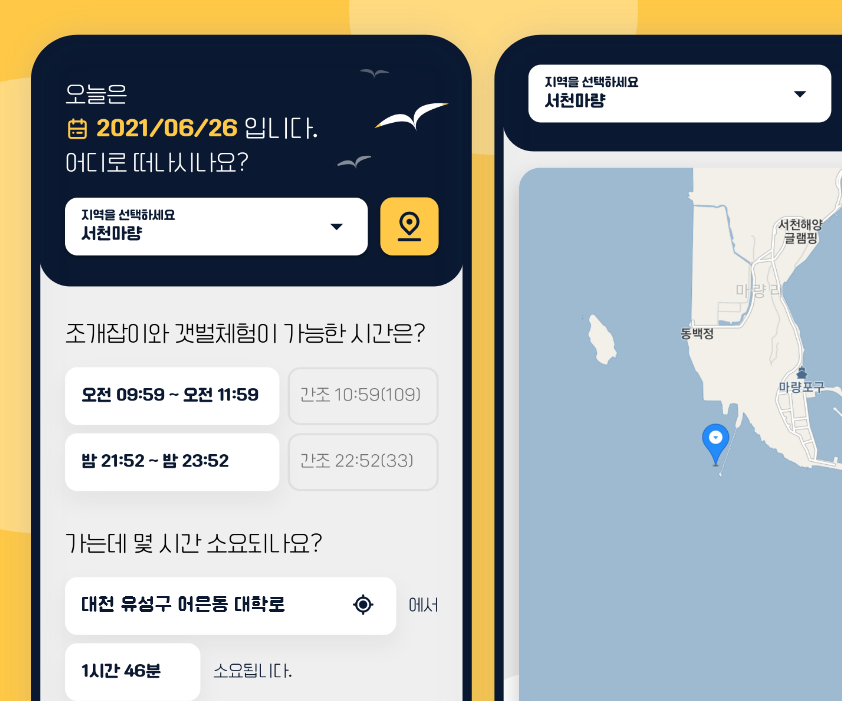 오늘은
2021/06/26 입니다.
어디로 떠나시나요?
지역을 선택하세요
서천마량
조개잡이와 갯벌체험이 가능한 시간은?
오전 09:59 ~ 오전 11:59
간조 10:59(109)
밤 21:52 ~ 밤 23:52
간조 22:52(33)
가는데 몇 시간 소요되나요?
대전 유성구 어은동 대학로
에서
1시간 46분
소요됩니다.
지역을 선택하세요
서천마량
서천해양
글램핑
마량리
동백정
마량포구